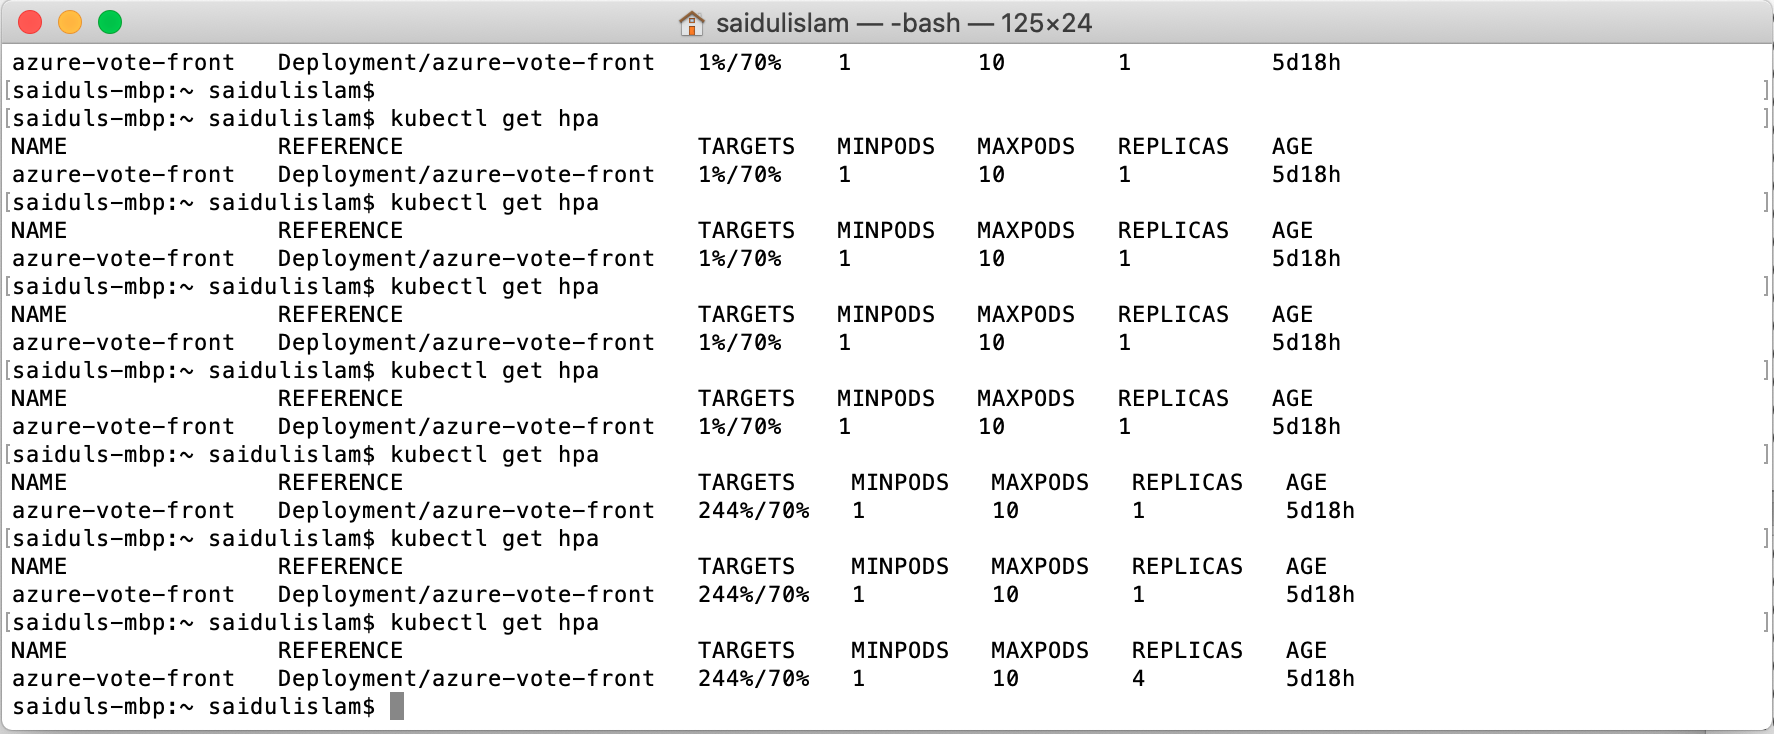 saidulislam — -bash — 125×24
azure-vote-front   Deployment/azure-vote-front   1%/70%    1         10        1          5d18h
[saiduls-mbp:~ saidulislam$ ]
[saiduls-mbp:~ saidulislam$ kubectl get hpa ]
NAME               REFERENCE                     TARGETS   MINPODS   MAXPODS   REPLICAS   AGE
azure-vote-front   Deployment/azure-vote-front   1%/70%    1         10        1          5d18h
[saiduls-mbp:~ saidulislam$ kubectl get hpa ]
NAME               REFERENCE                     TARGETS   MINPODS   MAXPODS   REPLICAS   AGE
azure-vote-front   Deployment/azure-vote-front   1%/70%    1         10        1          5d18h
[saiduls-mbp:~ saidulislam$ kubectl get hpa ]
NAME               REFERENCE                     TARGETS   MINPODS   MAXPODS   REPLICAS   AGE
azure-vote-front   Deployment/azure-vote-front   1%/70%    1         10        1          5d18h
[saiduls-mbp:~ saidulislam$ kubectl get hpa ]
NAME               REFERENCE                     TARGETS   MINPODS   MAXPODS   REPLICAS   AGE
azure-vote-front   Deployment/azure-vote-front   1%/70%    1         10        1          5d18h
[saiduls-mbp:~ saidulislam$ kubectl get hpa ]
NAME               REFERENCE                     TARGETS    MINPODS   MAXPODS   REPLICAS   AGE
azure-vote-front   Deployment/azure-vote-front   244%/70%   1         10        1          5d18h
[saiduls-mbp:~ saidulislam$ kubectl get hpa ]
NAME               REFERENCE                     TARGETS    MINPODS   MAXPODS   REPLICAS   AGE
azure-vote-front   Deployment/azure-vote-front   244%/70%   1         10        1          5d18h
[saiduls-mbp:~ saidulislam$ kubectl get hpa ]
NAME               REFERENCE                     TARGETS    MINPODS   MAXPODS   REPLICAS   AGE
azure-vote-front   Deployment/azure-vote-front   244%/70%   1         10        4          5d18h
saiduls-mbp:~ saidulislam$